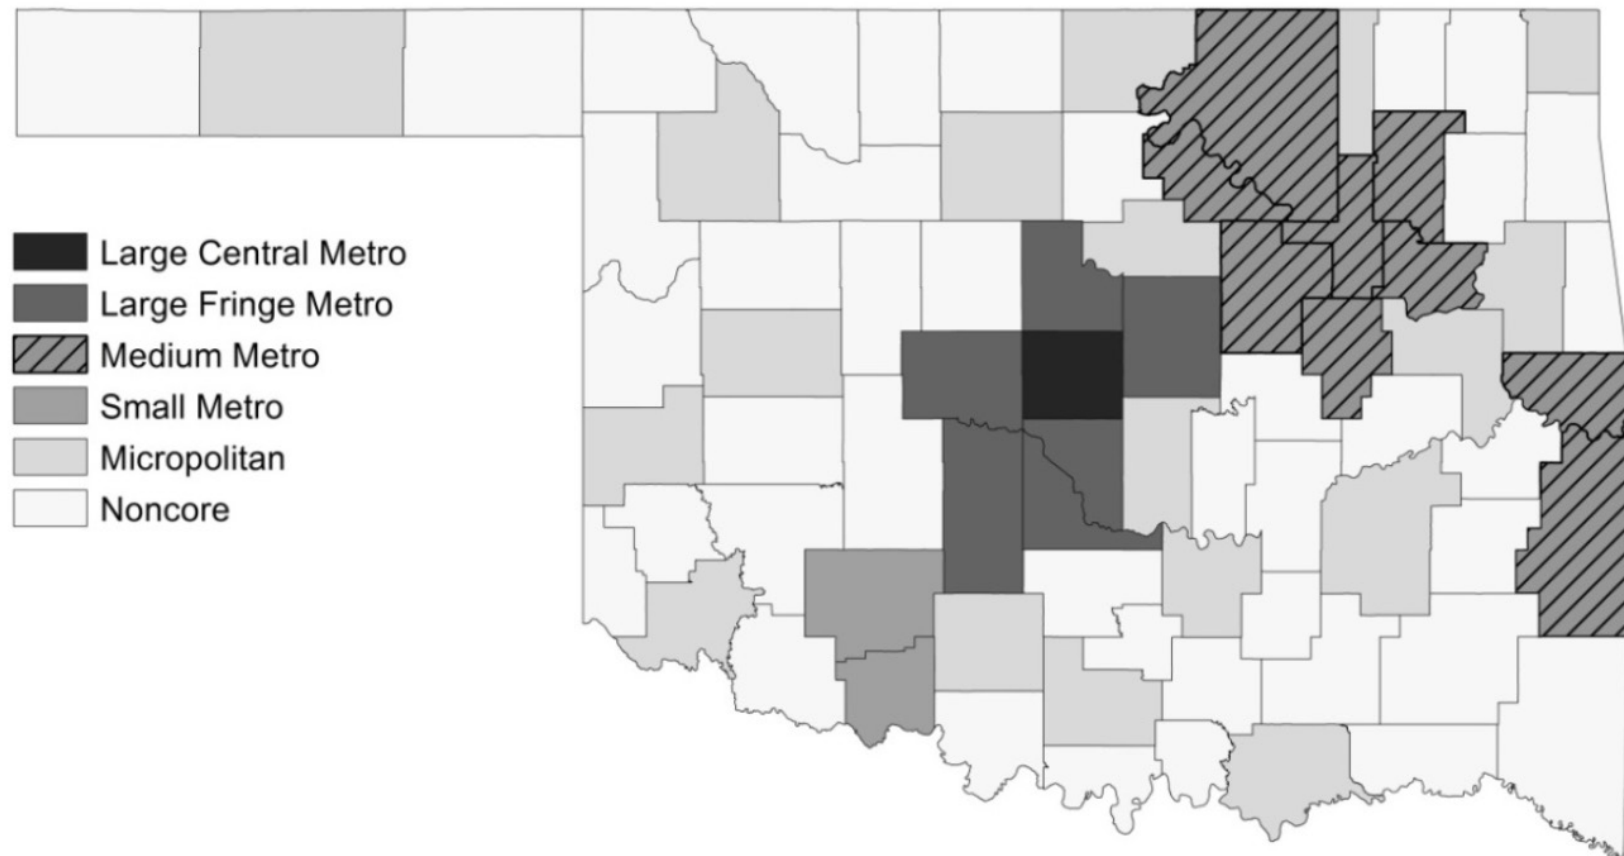 Large Central Metro
Large Fringe Metro
Medium Metro
Small Metro
Micropolitan
Noncore